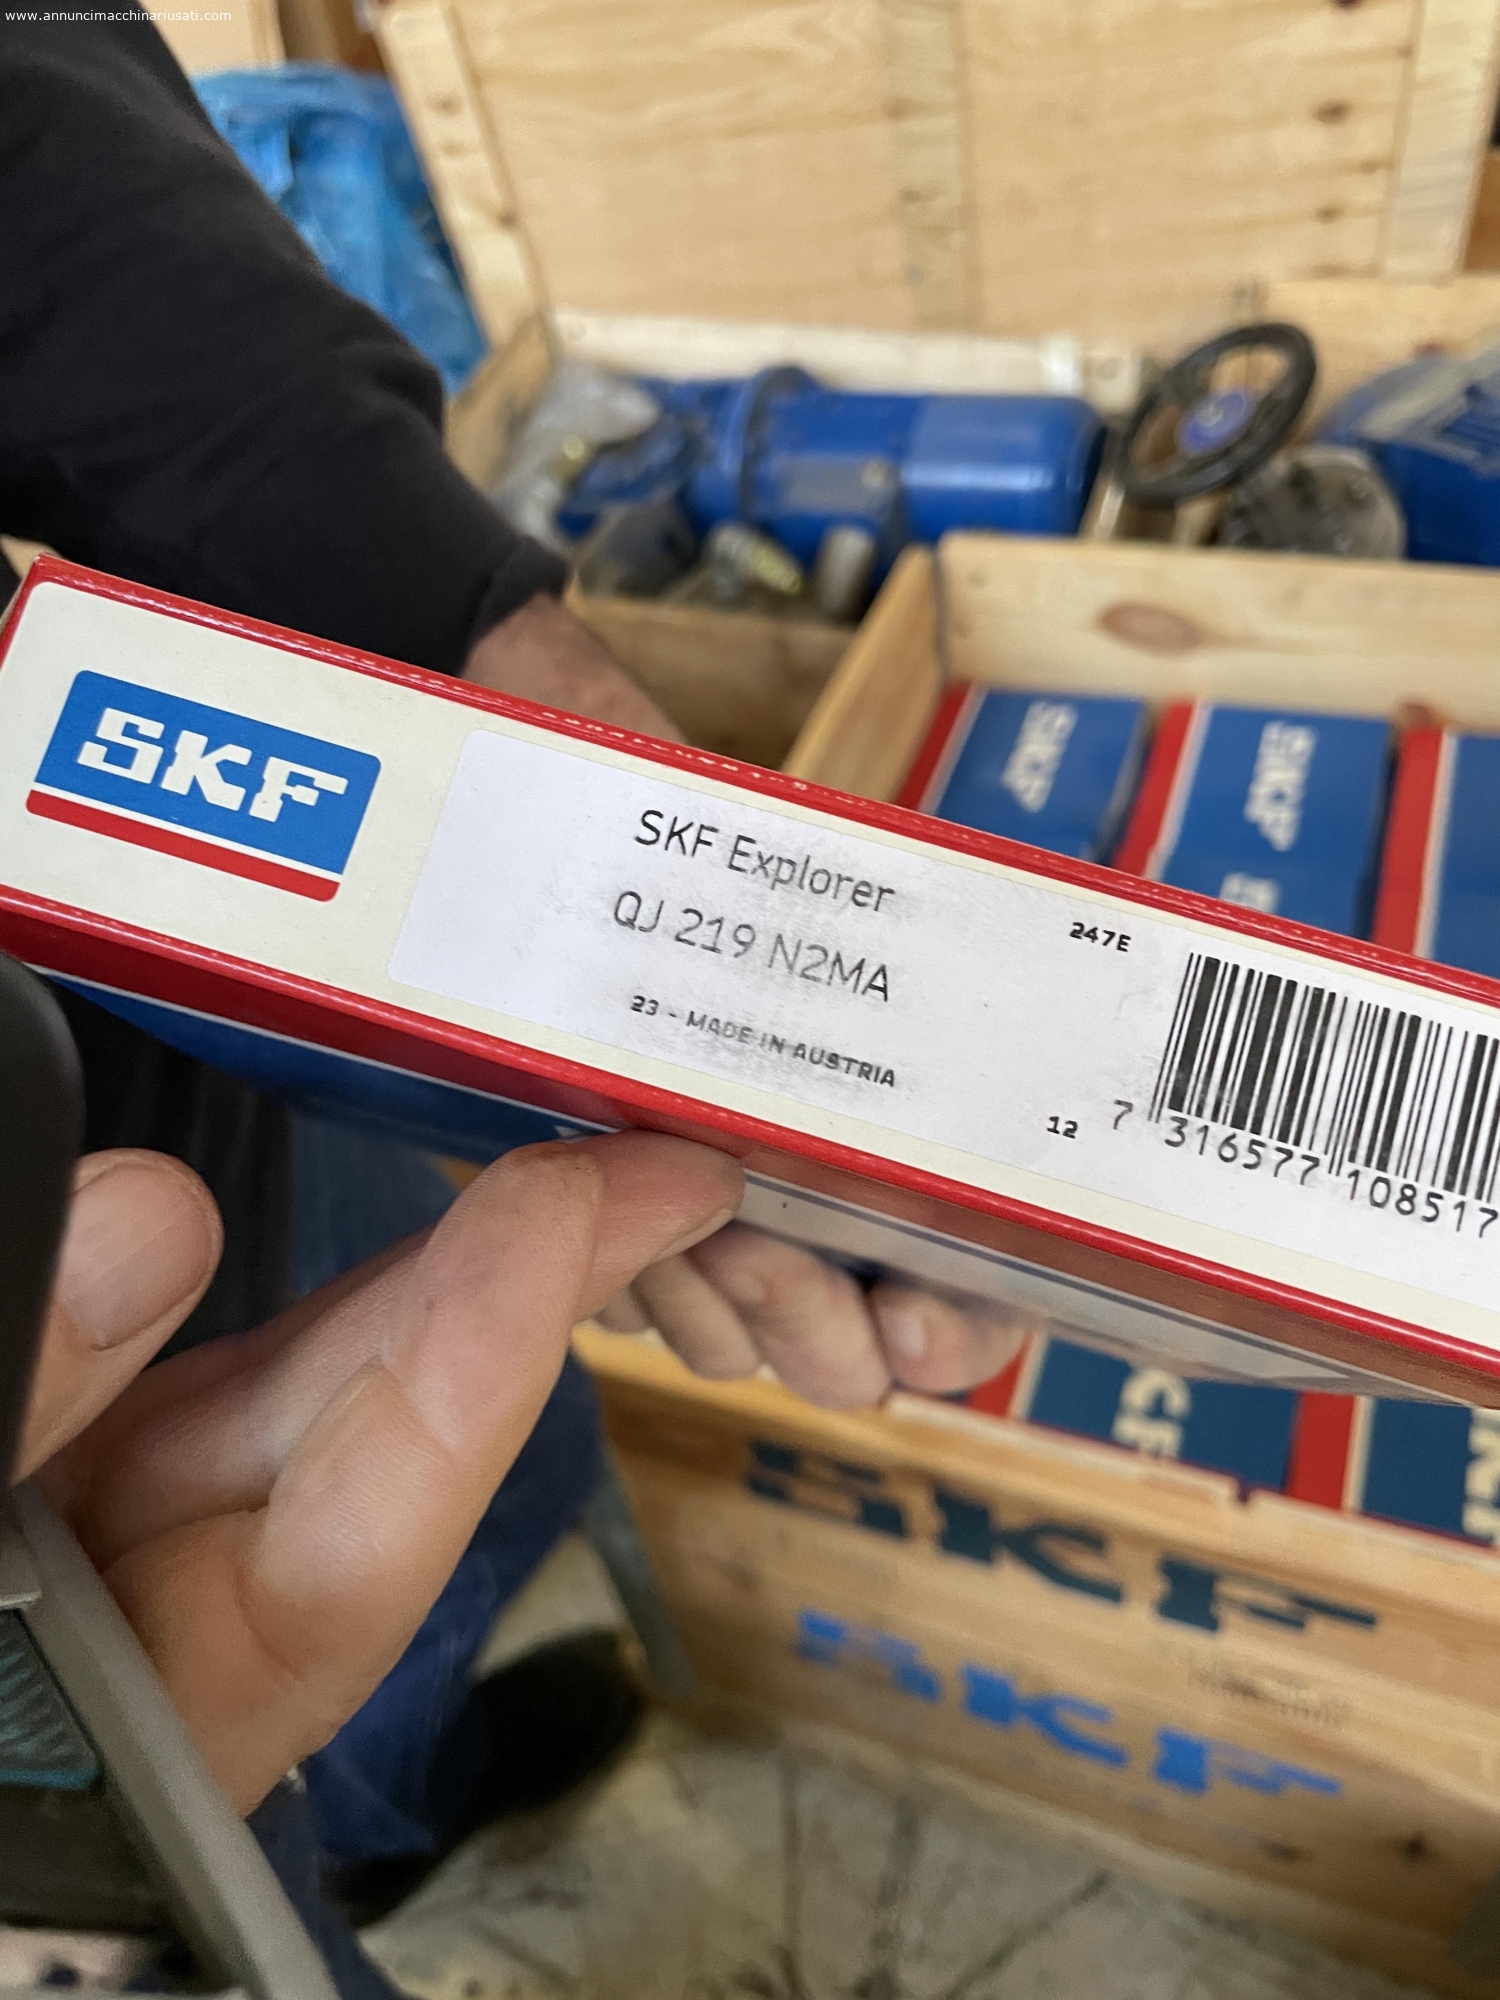 www.annuncimacchinariusati.com
SKF
SKF
SKF
SKF Explorer
QJ 219 N2MA
247E
23 - MADE IN AUSTRIA
12
7 316577 108517
SKF
SKF